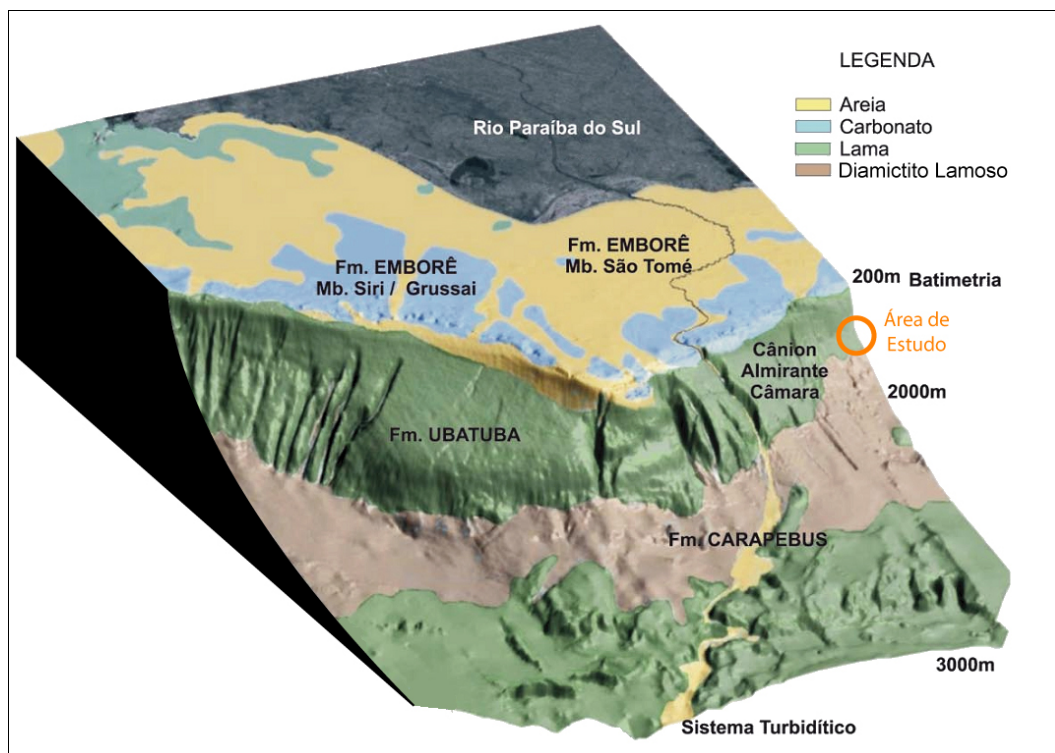 LEGENDA
Areia
Carbonato
Lama
Diamictito Lamoso
Rio Paraíba do Sul
Fm. EMBORÊ
Mb. São Tomé
Fm. EMBORÊ
Mb. Siri / Grussai
200m Batimetria
Área de
Estudo
Cânion
Almirante
Câmara
2000m
Fm. UBATUBA
Fm. CARAPEBUS
3000m
Sistema Turbidítico